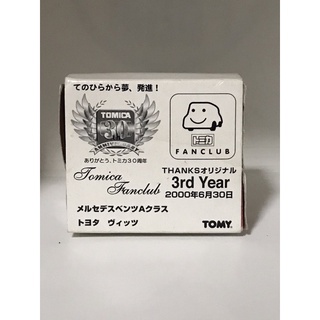 てのひらから夢、発進！
TOMICA
30
ANNIVERSARY
ありがとう、トミカ30周年
Tomica
Fanclub
トミカ
FANCLUB
THANKSオリジナル
3rd Year
2000年6月30日
メルセデスベンツAクラス
トヨタ　ヴィッツ
TOMY